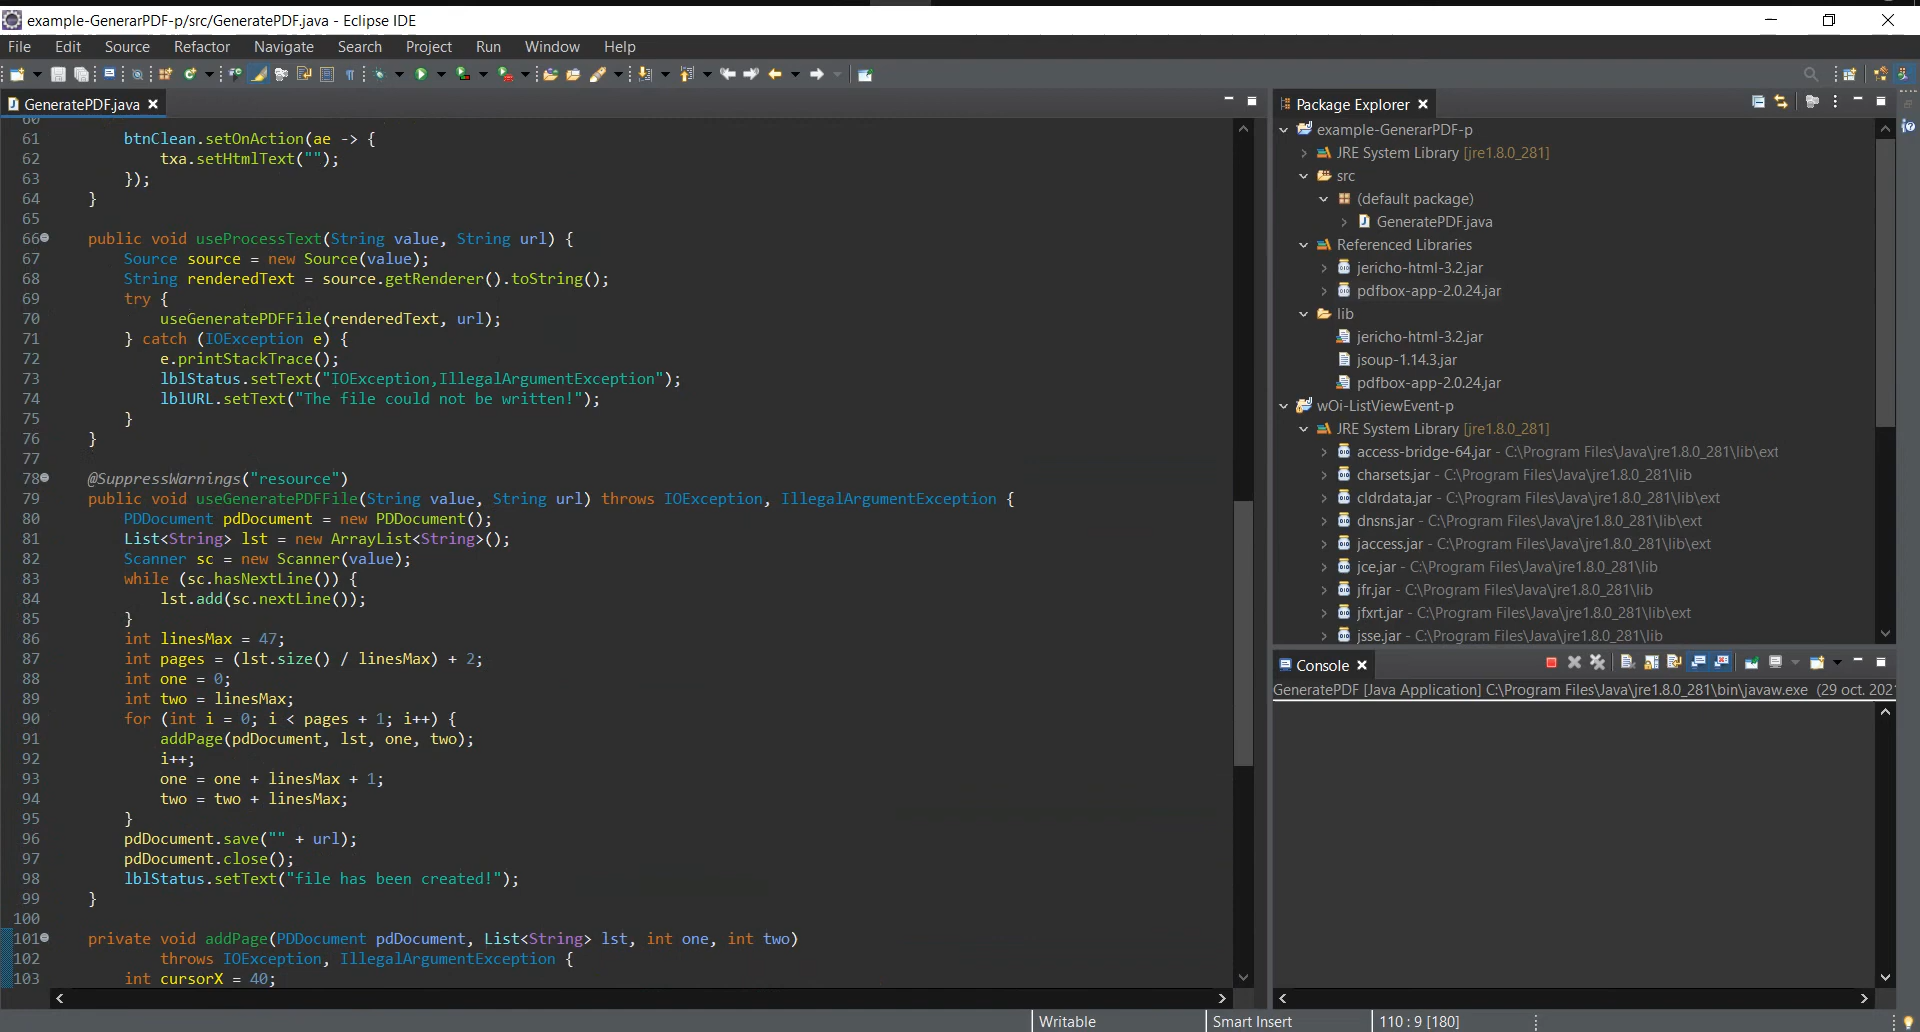 example-GenerarPDF-p/src/GeneratePDF.java - Eclipse IDE
File Edit Source Refactor Navigate Search Project Run Window Help
GeneratePDF.java
60
61 btnClean.setOnAction(ae -> {
62 txa.setHtmlText("");
63 });
64 }
65
66 public void useProcessText(String value, String url) {
67 Source source = new Source(value);
68 String renderedText = source.getRenderer().toString();
69 try {
70 useGeneratePDFFile(renderedText, url);
71 } catch (IOException e) {
72 e.printStackTrace();
73 lblStatus.setText("IOException,IllegalArgumentException");
74 lblURL.setText("The file could not be written!");
75 }
76 }
77
78 @SuppressWarnings("resource")
79 public void useGeneratePDFFile(String value, String url) throws IOException, IllegalArgumentException {
80 PDDocument pdDocument = new PDDocument();
81 List<String> lst = new ArrayList<String>();
82 Scanner sc = new Scanner(value);
83 while (sc.hasNextLine()) {
84 lst.add(sc.nextLine());
85 }
86 int linesMax = 47;
87 int pages = (lst.size() / linesMax) + 2;
88 int one = 0;
89 int two = linesMax;
90 for (int i = 0; i < pages + 1; i++) {
91 addPage(pdDocument, lst, one, two);
92 i++;
93 one = one + linesMax + 1;
94 two = two + linesMax;
95 }
96 pdDocument.save("" + url);
97 pdDocument.close();
98 lblStatus.setText("file has been created!");
99 }
100
101 private void addPage(PDDocument pdDocument, List<String> lst, int one, int two)
102 throws IOException, IllegalArgumentException {
103 int cursorX = 40;
Package Explorer
example-GenerarPDF-p
JRE System Library [jre1.8.0_281]
src
(default package)
GeneratePDF.java
Referenced Libraries
jericho-html-3.2.jar
pdfbox-app-2.0.24.jar
lib
jericho-html-3.2.jar
jsoup-1.14.3.jar
pdfbox-app-2.0.24.jar
wOi-ListViewEvent-p
JRE System Library [jre1.8.0_281]
access-bridge-64.jar - C:\Program Files\Java\jre1.8.0_281\lib\ext
charsets.jar - C:\Program Files\Java\jre1.8.0_281\lib
cldrdata.jar - C:\Program Files\Java\jre1.8.0_281\lib\ext
dnsns.jar - C:\Program Files\Java\jre1.8.0_281\lib\ext
jaccess.jar - C:\Program Files\Java\jre1.8.0_281\lib\ext
jce.jar - C:\Program Files\Java\jre1.8.0_281\lib
jfr.jar - C:\Program Files\Java\jre1.8.0_281\lib
jfxrt.jar - C:\Program Files\Java\jre1.8.0_281\lib\ext
jsse.jar - C:\Program Files\Java\jre1.8.0_281\lib
Console
GeneratePDF [Java Application] C:\Program Files\Java\jre1.8.0_281\bin\javaw.exe (29 oct. 202
Writable Smart Insert 110 : 9 [180]